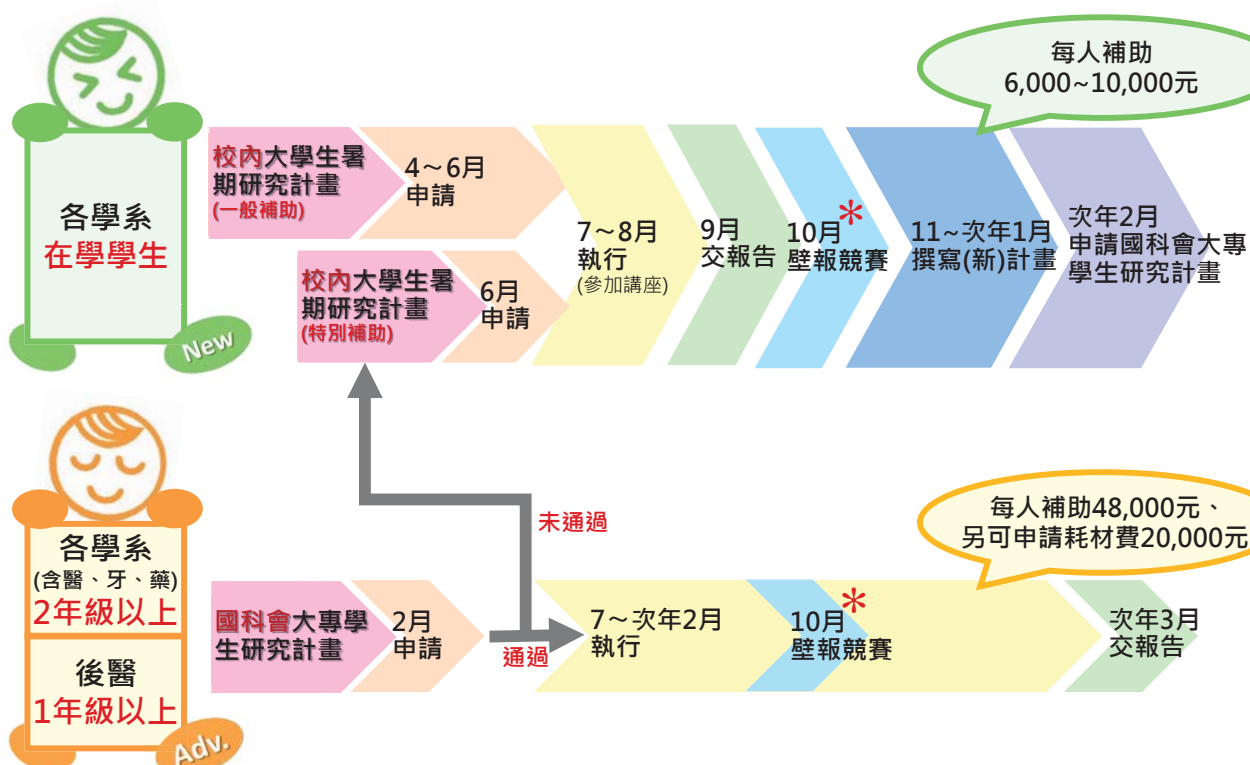 每人補助
6,000~10,000元
各學系
在學學生
New
校內大學生暑
期研究計畫
(一般補助)
4～6月
申請
校內大學生暑
期研究計畫
(特別補助)
6月
申請
7～8月
執行
(參加講座)
9月
交報告
10月*
壁報競賽
11~次年1月
撰寫(新)計畫
次年2月
申請國科會大專
學生研究計畫
未通過
每人補助48,000元、
另可申請耗材費20,000元
各學系
(含醫、牙、藥)
2年級以上
後醫
1年級以上
Adv.
國科會大專學
生研究計畫
2月
申請
通過
7～次年2月
執行
10月*
壁報競賽
次年3月
交報告